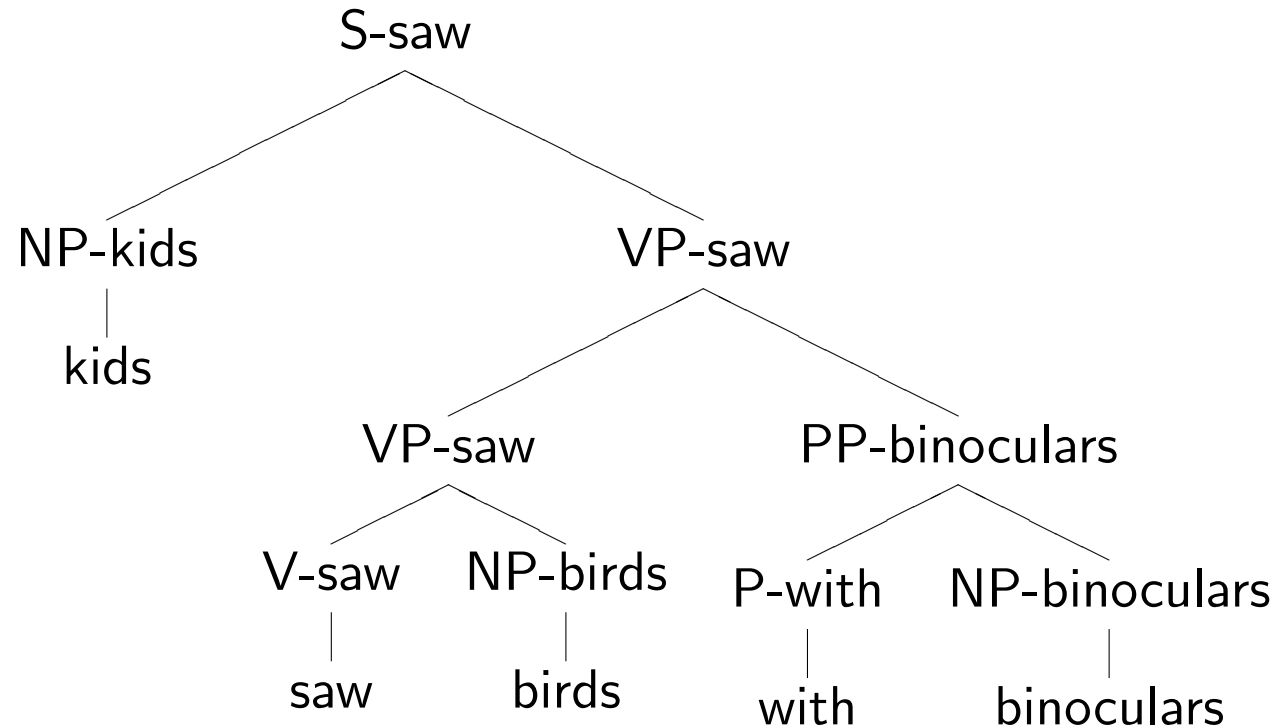 S-saw
NP-kids VP-saw
kids
VP-saw PP-binoculars
V-saw NP-birds P-with NP-binoculars
saw birds with binoculars